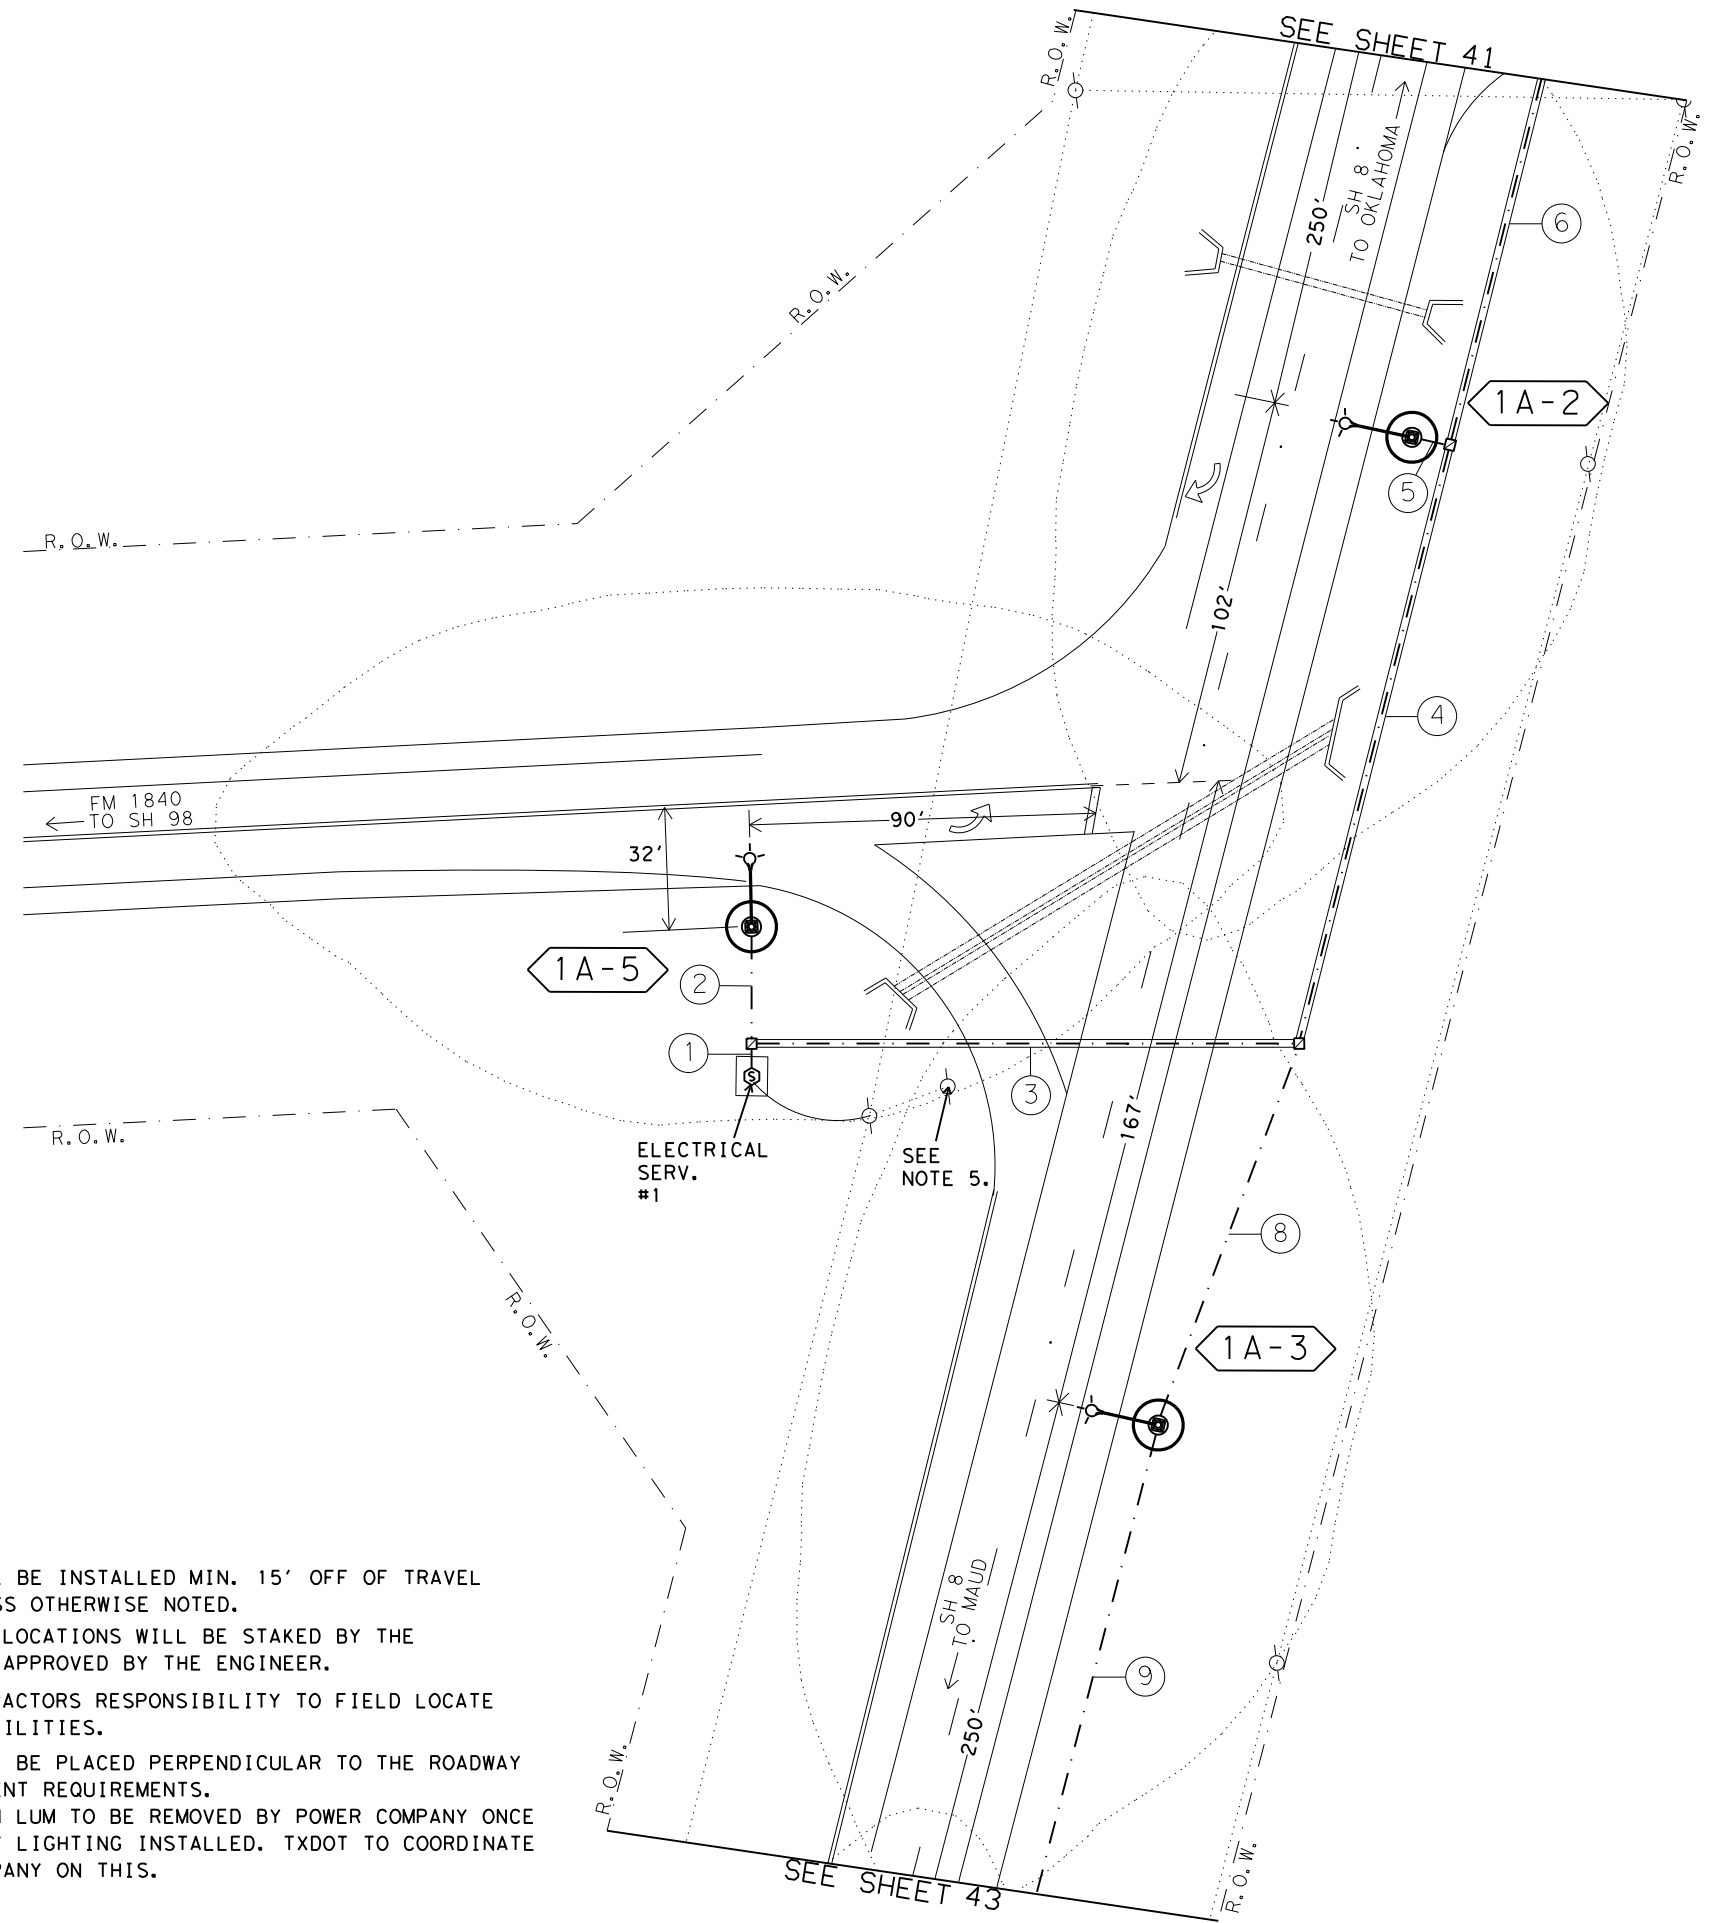 SEE SHEET 41
R.O.W.
R.O.W.
SH 8
TO OKLAHOMA
250'
6
R.O.W.
1A-2
5
R.O.W.
102'
4
FM 1840
TO SH 98
90'
32'
1A-5
2
1
S
3
167'
ELECTRICAL
SERV.
#1
SEE
NOTE 5.
R.O.W.
8
R.O.W.
1A-3
SH 8
TO MAUD
9
250'
BE INSTALLED MIN. 15' OFF OF TRAVEL
OTHERWISE NOTED.
LOCATIONS WILL BE STAKED BY THE
APPROVED BY THE ENGINEER.
ACTORS RESPONSIBILITY TO FIELD LOCATE
ILITIES.
BE PLACED PERPENDICULAR TO THE ROADWAY
ENT REQUIREMENTS.
LUM TO BE REMOVED BY POWER COMPANY ONCE
LIGHTING INSTALLED. TXDOT TO COORDINATE
PANY ON THIS.
R.O.W.
R.O.W.
SEE SHEET 43